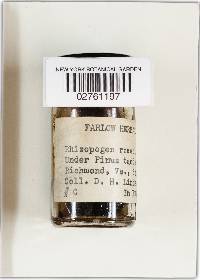 NEW YORK BOTANICAL GARDEN
02761197
FARLOW
Rhizopogon
Under Pinus
Richmond, Va.,
Coll. D. H.